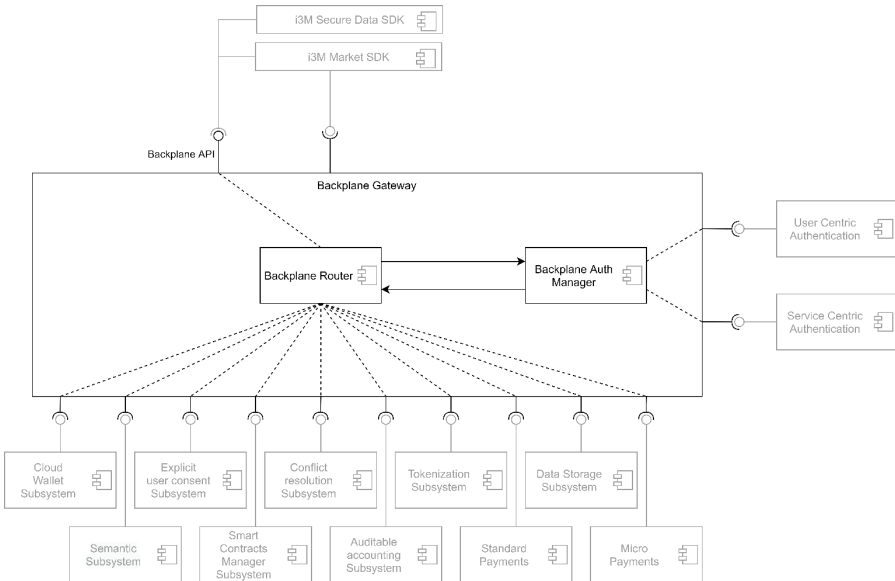 i3M Secure Data SDK
i3M Market SDK
Backplane API
Backplane Gateway
User Centric
Authentication
Backplane Router
Backplane Auth
Manager
Service Centric
Authentication
Cloud
Wallet
Subsystem
Explicit
user consent
Subsystem
Conflict
resolution
Subsystem
Tokenization
Subsystem
Data Storage
Subsystem
Semantic
Subsystem
Smart
Contracts
Manager
Subsystem
Auditable
accounting
Subsystem
Standard
Payments
Micro
Payments